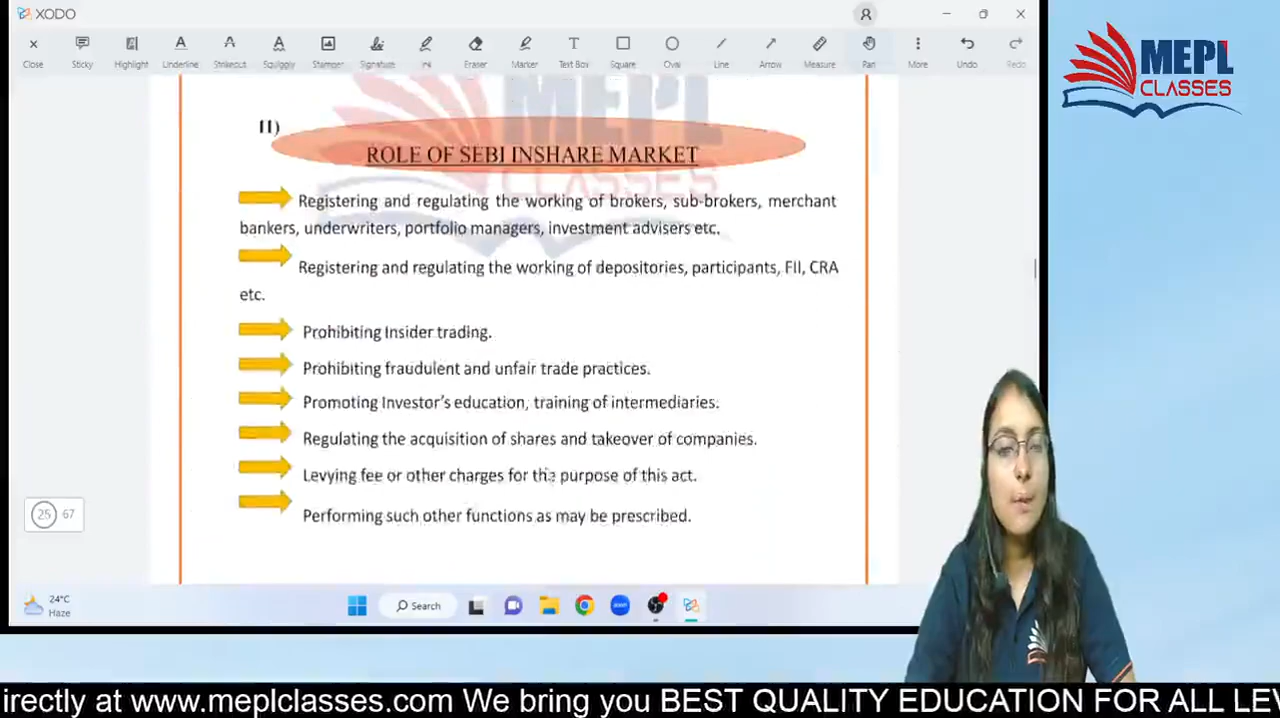 XODO
Close Sticky Highlight Underline Strikeout Squiggly Stamper Signature Ink Eraser Marker Text Box Square Oval Line Arrow Measure Pan More Undo Redo
MEPL
CLASSES
MEPL
CLASSES
11)
ROLE OF SEBI INSHARE MARKET
Registering and regulating the working of brokers, sub-brokers, merchant
bankers, underwriters, portfolio managers, investment advisers etc.
Registering and regulating the working of depositories, participants, FII, CRA
etc.
Prohibiting Insider trading.
Prohibiting fraudulent and unfair trade practices.
Promoting Investor's education, training of intermediaries.
Regulating the acquisition of shares and takeover of companies.
Levying fee or other charges for the purpose of this act.
Performing such other functions as may be prescribed.
25 67
24°C
Haze
Search
zoom
irectly at www.meplclasses.com We bring you BEST QUALITY EDUCATION FOR ALL LEV